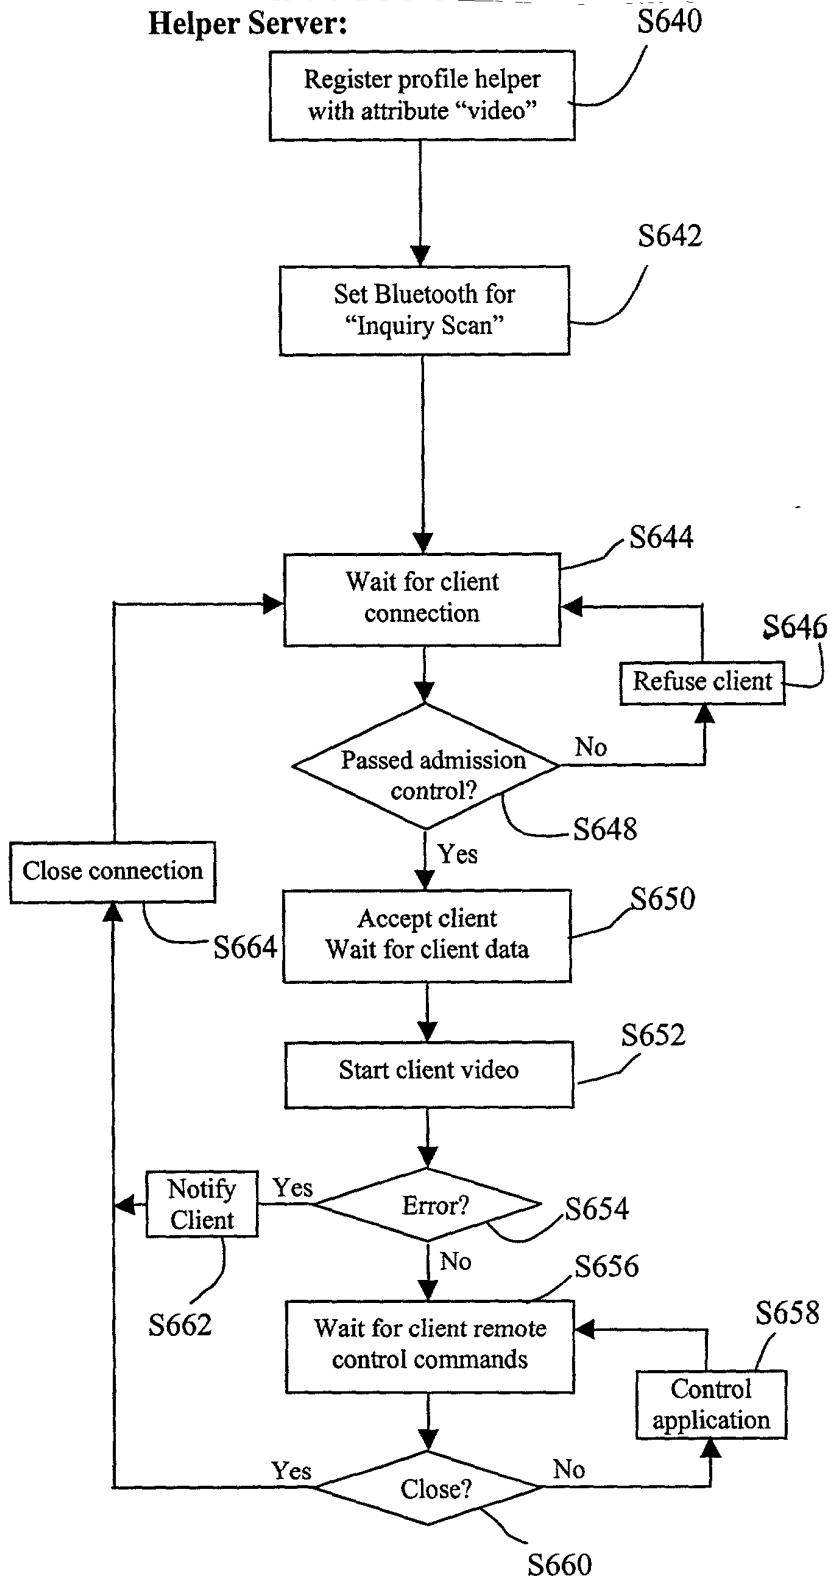 Helper Server:
S640
Register profile helper
with attribute “video”
S642
Set Bluetooth for
“Inquiry Scan”
S644
Wait for client
connection
S646
Refuse client
Passed admission
control?
No
S648
Yes
Close connection
S664
Accept client
Wait for client data
S650
S652
Start client video
Notify
Client
Yes
Error?
S654
No
S662
S656
Wait for client remote
control commands
S658
Control
application
Yes
Close?
No
S660